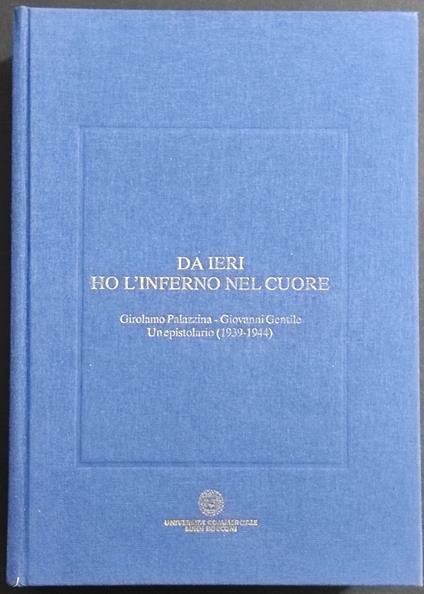 DA IERI
HO L'INFERNO NEL CUORE
Girolamo Palazzina - Giovanni Gentile
Un epistolario (1939-1944)
UNIVERSITÀ COMMERCIALE
LUIGI BOCCONI